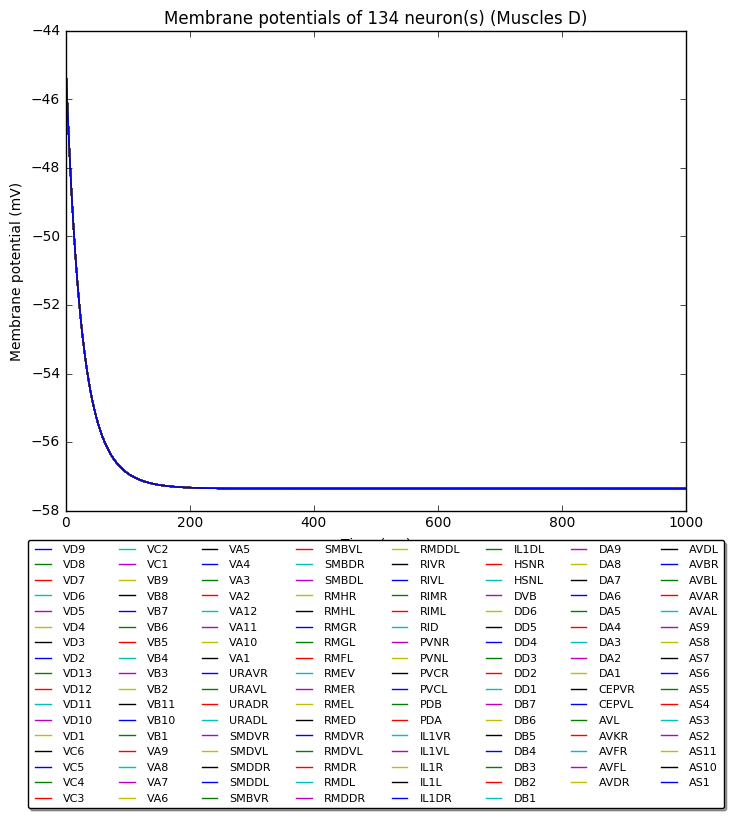 Membrane potentials of 134 neuron(s) (Muscles D)
−44
−46
−48
−50
−52
−54
−56
−58
Membrane potential (mV)
0 200 400 600 800 1000
VD9 VC2 VA5 SMBVL RMDDL IL1DL DA9 AVDL
VD8 VC1 VA4 SMBDR RIVR HSNR DA8 AVBR
VD7 VB9 VA3 SMBDL RIVL HSNL DA7 AVBL
VD6 VB8 VA2 RMHR RIMR DVB DA6 AVAR
VD5 VB7 VA12 RMHL RIML DD6 DA5 AVAL
VD4 VB6 VA11 RMGR RID DD5 DA4 AS9
VD3 VB5 VA10 RMGL PVNR DD4 DA3 AS8
VD2 VB4 VA1 RMFL PVNL DD3 DA2 AS7
VD13 VB3 URAVR RMEV PVCR DD2 DA1 AS6
VD12 VB2 URAVL RMER PVCL DD1 CEPVR AS5
VD11 VB11 URADR RMEL PDB DB7 CEPVL AS4
VD10 VB10 URADL RMED PDA DB6 AVL AS3
VD1 VB1 SMDVR RMDVR IL1VR DB5 AVKR AS2
VC6 VA9 SMDVL RMDVL IL1VL DB4 AVFR AS11
VC5 VA8 SMDDR RMDR IL1R DB3 AVFL AS10
VC4 VA7 SMDDL RMDL IL1L DB2 AVDR AS1
VC3 VA6 SMBVR RMDDR IL1DR DB1